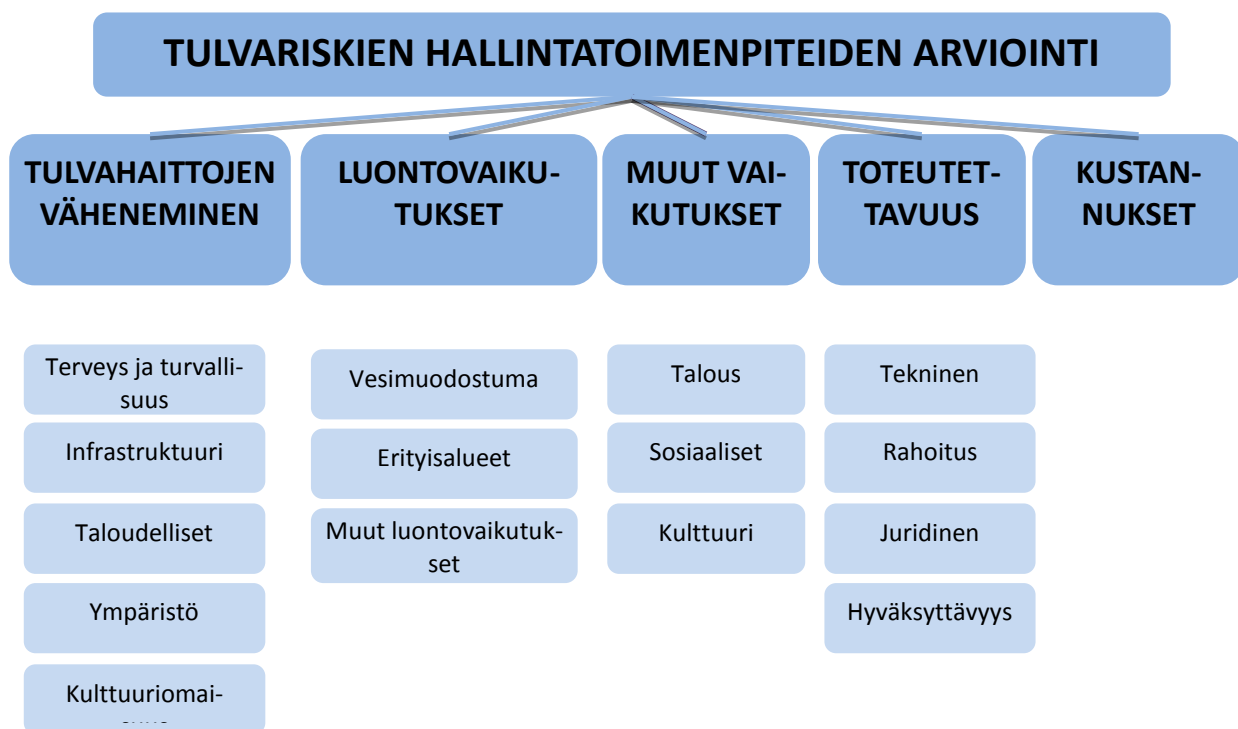 TULVARISKIEN HALLINTATOIMENPITEIDEN ARVIOINTI
TULVAHAITTOJEN
VÄHENEMINEN
LUONTOVAIKU-
TUKSET
MUUT VAI-
KUTUKSET
TOTEUTET-
TAVUUS
KUSTAN-
NUKSET
Terveys ja turvalli-
suus
Infrastruktuuri
Taloudelliset
Ympäristö
Kulttuuriomai-
Vesimuodostuma
Erityisalueet
Muut luontovaikutuk-
set
Talous
Sosiaaliset
Kulttuuri
Tekninen
Rahoitus
Juridinen
Hyväksyttävyys